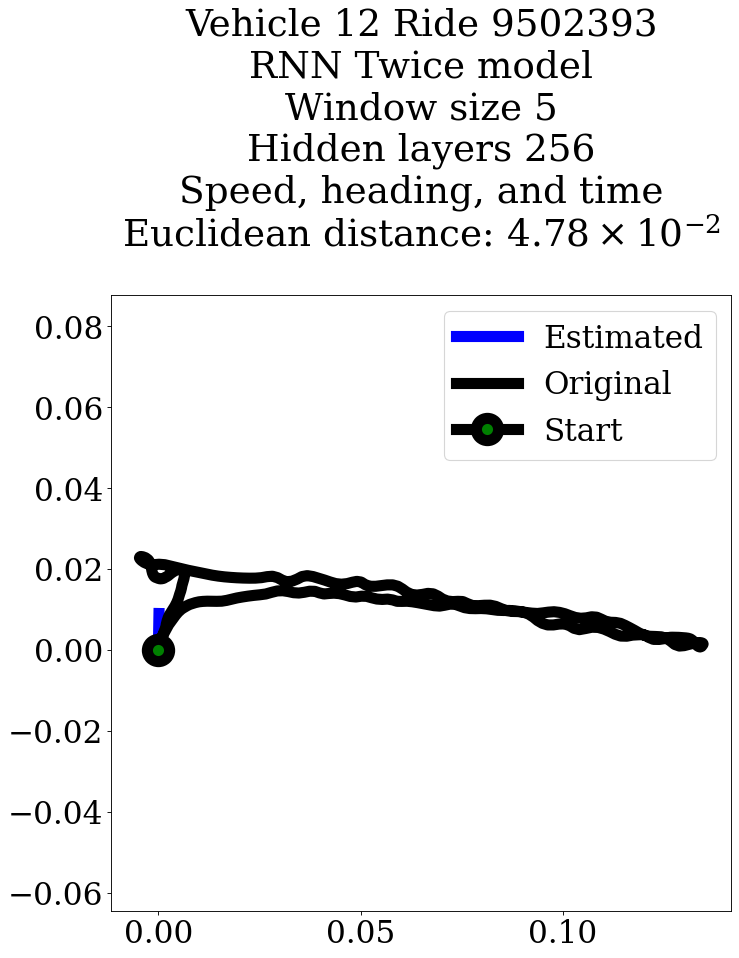 Vehicle 12 Ride 9502393
RNN Twice model
Window size 5
Hidden layers 256
Speed, heading, and time
Euclidean distance: 4.78 × 10⁻²
Estimated
Original
Start
0.08
0.06
0.04
0.02
0.00
−0.02
−0.04
−0.06
0.00 0.05 0.10